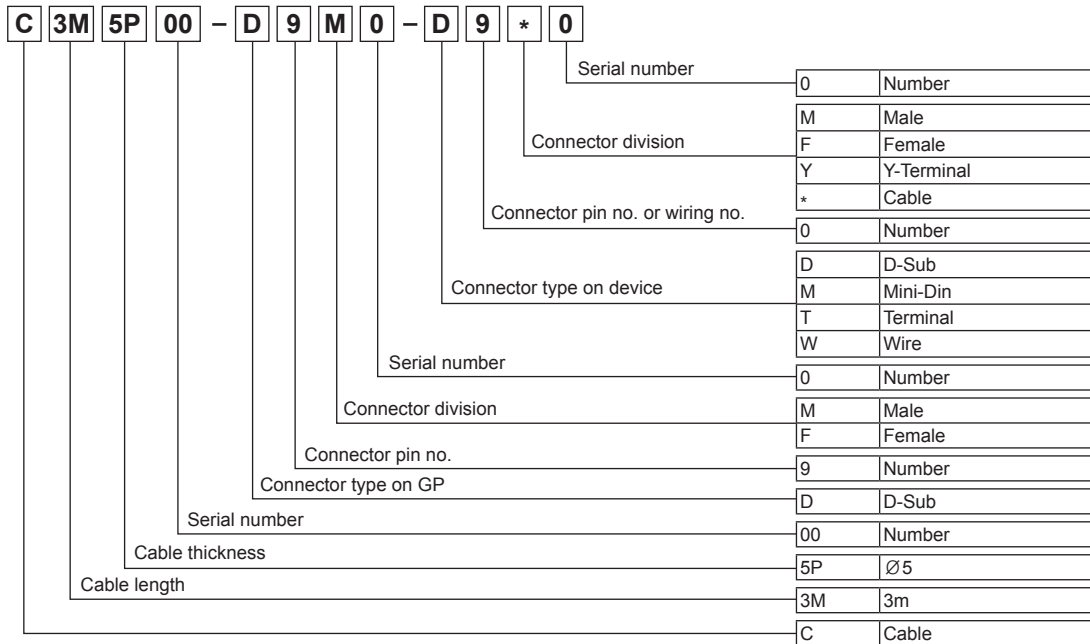 C 3M 5P 00 – D 9 M 0 – D 9 * 0
Serial number
0 Number
M Male
Connector division
F Female
Y Y-Terminal
* Cable
Connector pin no. or wiring no.
0 Number
D D-Sub
Connector type on device
M Mini-Din
T Terminal
W Wire
Serial number
0 Number
Connector division
M Male
F Female
Connector pin no.
9 Number
Connector type on GP
D D-Sub
Serial number
00 Number
Cable thickness
5P Ø5
Cable length
3M 3m
C Cable